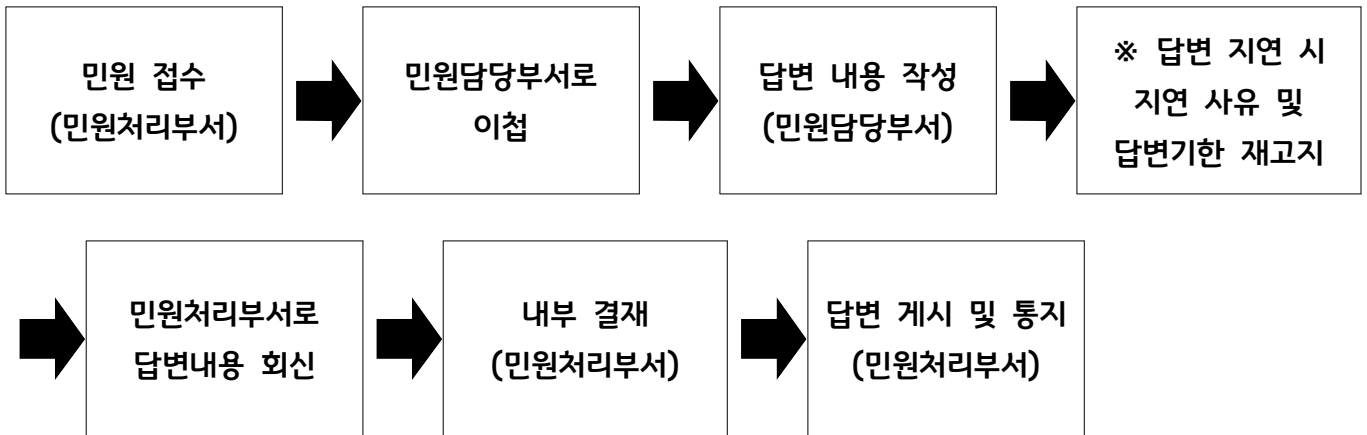 민원 접수
(민원처리부서)
민원담당부서로
이첩
답변 내용 작성
(민원담당부서)
※ 답변 지연 시
지연 사유 및
답변기한 재고지
민원처리부서로
답변내용 회신
내부 결재
(민원처리부서)
답변 게시 및 통지
(민원처리부서)